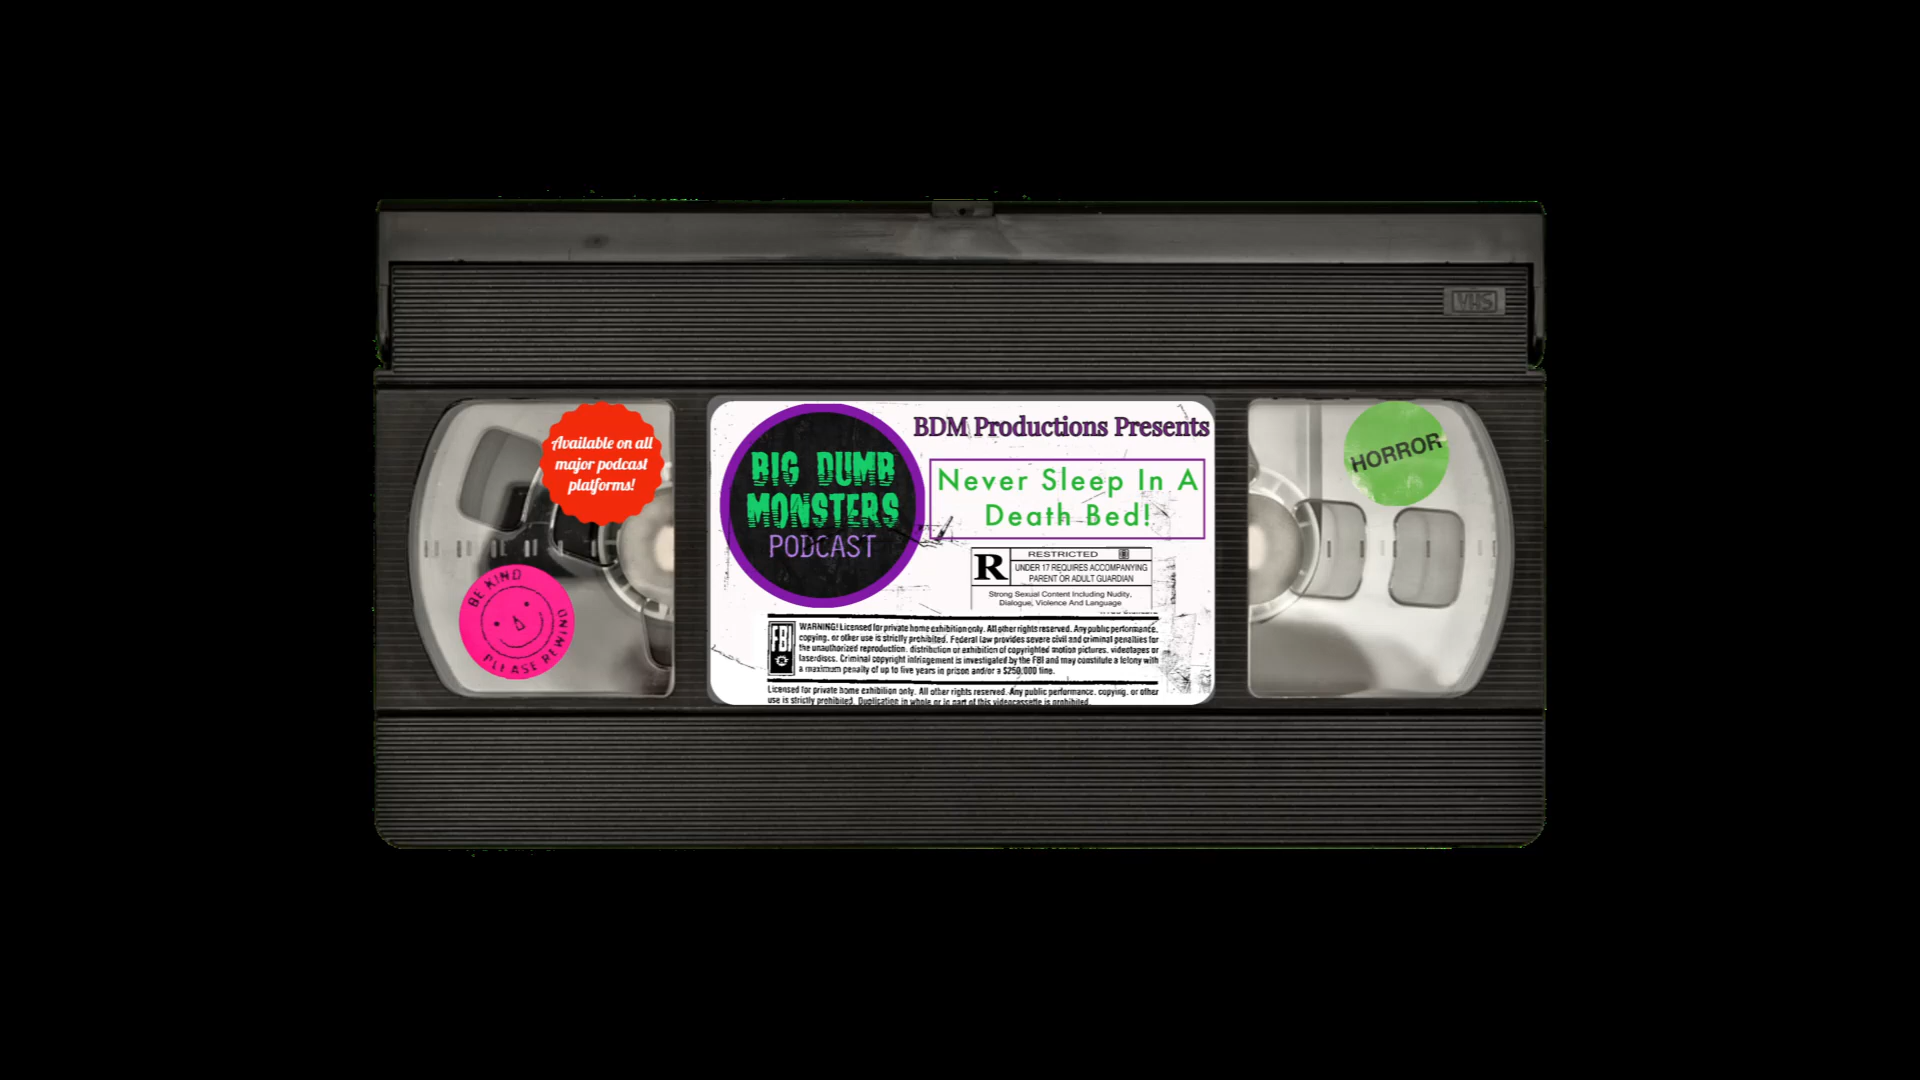 VHS
Available on all
major podcast
platforms!
BE KIND
PLEASE REWIND
BIG DUMB
MONSTERS
PODCAST
BDM Productions Presents
Never Sleep In A
Death Bed!
R
RESTRICTED
UNDER 17 REQUIRES ACCOMPANYING
PARENT OR ADULT GUARDIAN
Strong Sexual Content Including Nudity,
Dialogue, Violence And Language
FBI
WARNING! Licensed for private home exhibition only. All other rights reserved. Any public performance,
copying, or other use is strictly prohibited. Federal law provides severe civil and criminal penalties for
the unauthorized reproduction, distribution or exhibition of copyrighted motion pictures, videotapes or
laserdiscs. Criminal copyright infringement is investigated by the FBI and may constitute a felony with
a maximum penalty of up to five years in prison and/or a $250,000 fine.
Licensed for private home exhibition only. All other rights reserved. Any public performance, copying, or other
use is strictly prohibited. Duplication in whole or in part of this videocassette is prohibited.
HORROR